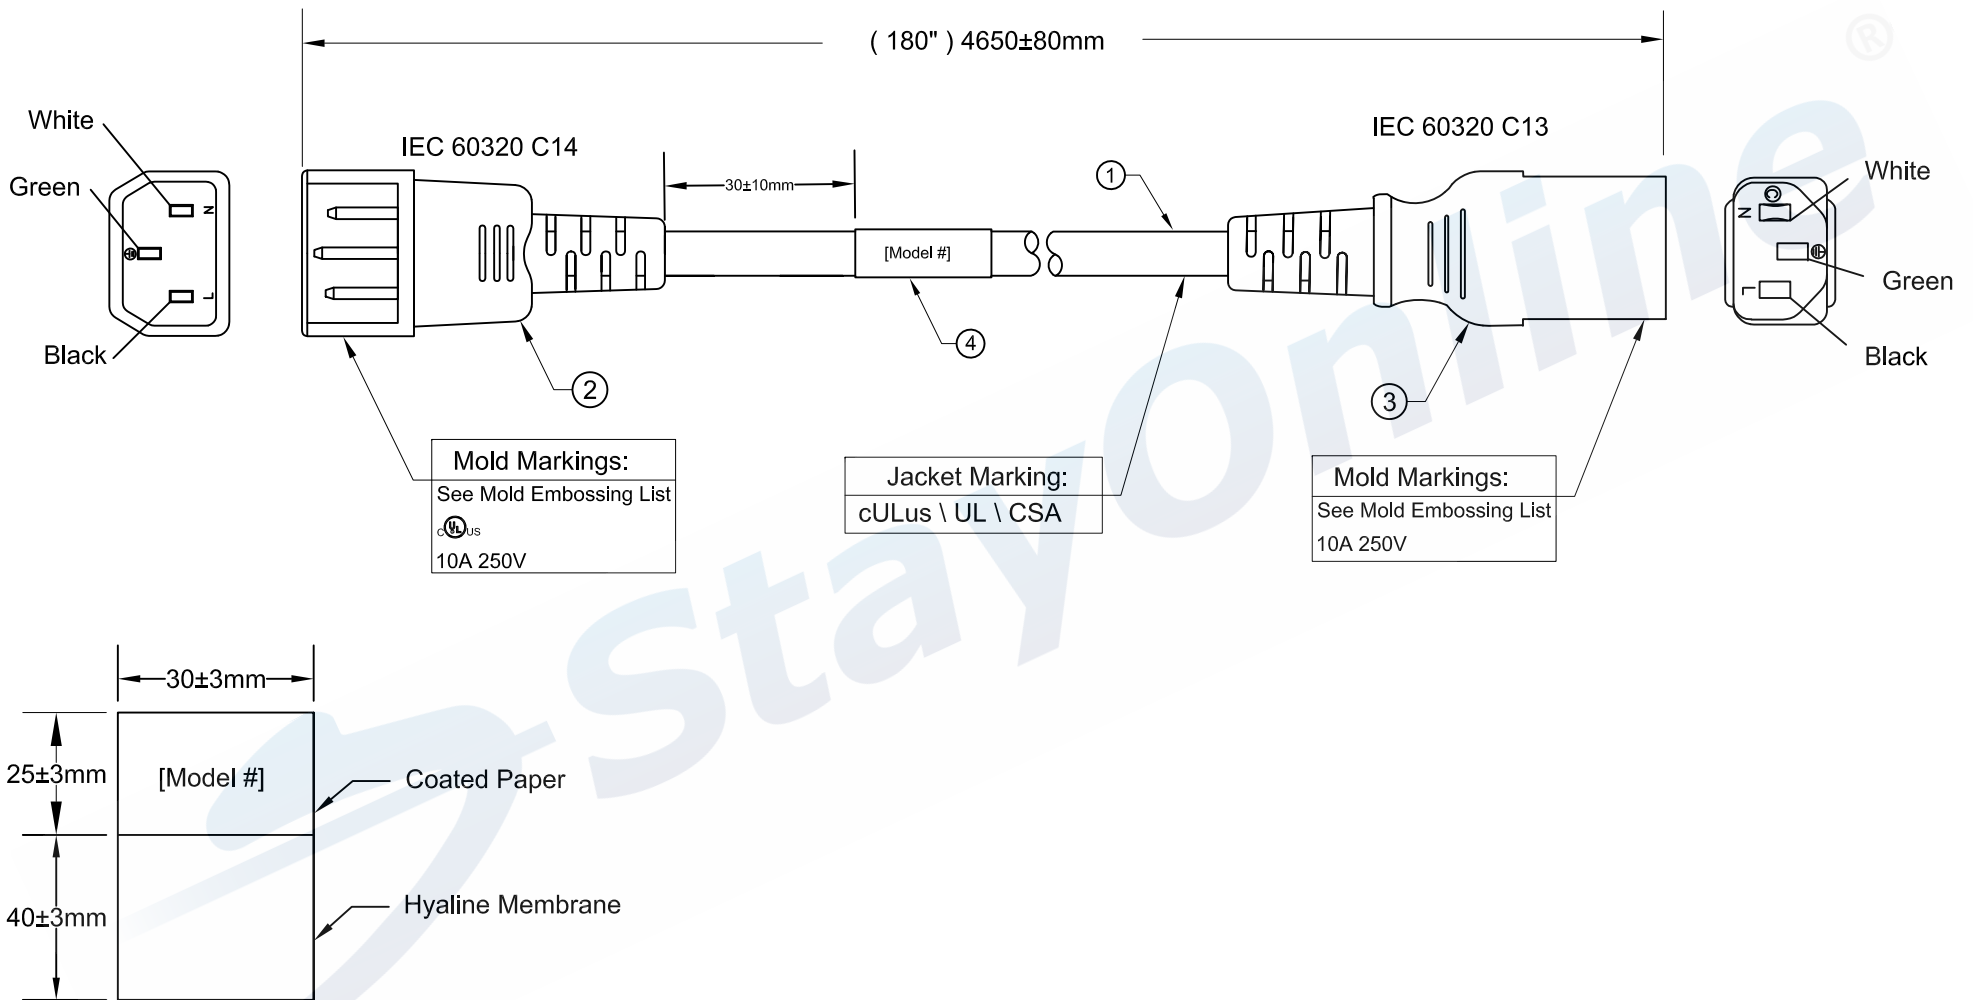 ( 180" ) 4650±80mm
®
White
Green
Black
N
L
IEC 60320 C14
30±10mm
[Model #]
1
2
3
4
IEC 60320 C13
N
L
White
Green
Black
Mold Markings:
See Mold Embossing List
c UL us
10A 250V
Jacket Marking:
cULus \ UL \ CSA
Mold Markings:
See Mold Embossing List
10A 250V
StayOnline
30±3mm
25±3mm
[Model #]
Coated Paper
40±3mm
Hyaline Membrane